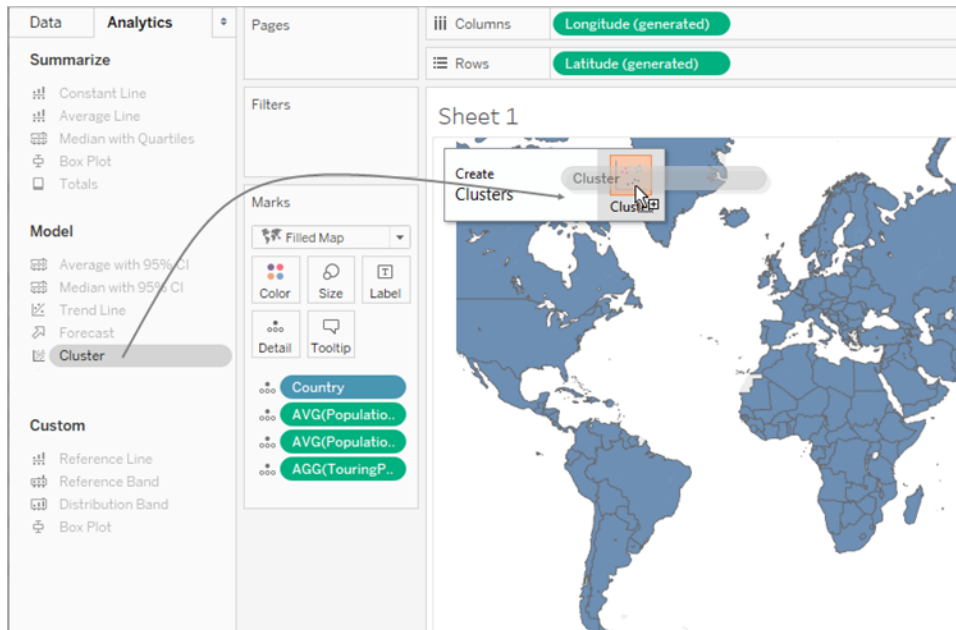 Data
Analytics
Summarize
Constant Line
Average Line
Median with Quartiles
Box Plot
Totals
Model
Average with 95% CI
Median with 95% CI
Trend Line
Forecast
Cluster
Custom
Reference Line
Reference Band
Distribution Band
Box Plot
Pages
Filters
Marks
Filled Map
Color
Size
Label
Detail
Tooltip
Country
AVG(Populatio..
AVG(Populatio..
AGG(TouringP..
Columns
Longitude (generated)
Rows
Latitude (generated)
Sheet 1
Create
Clusters
Cluster